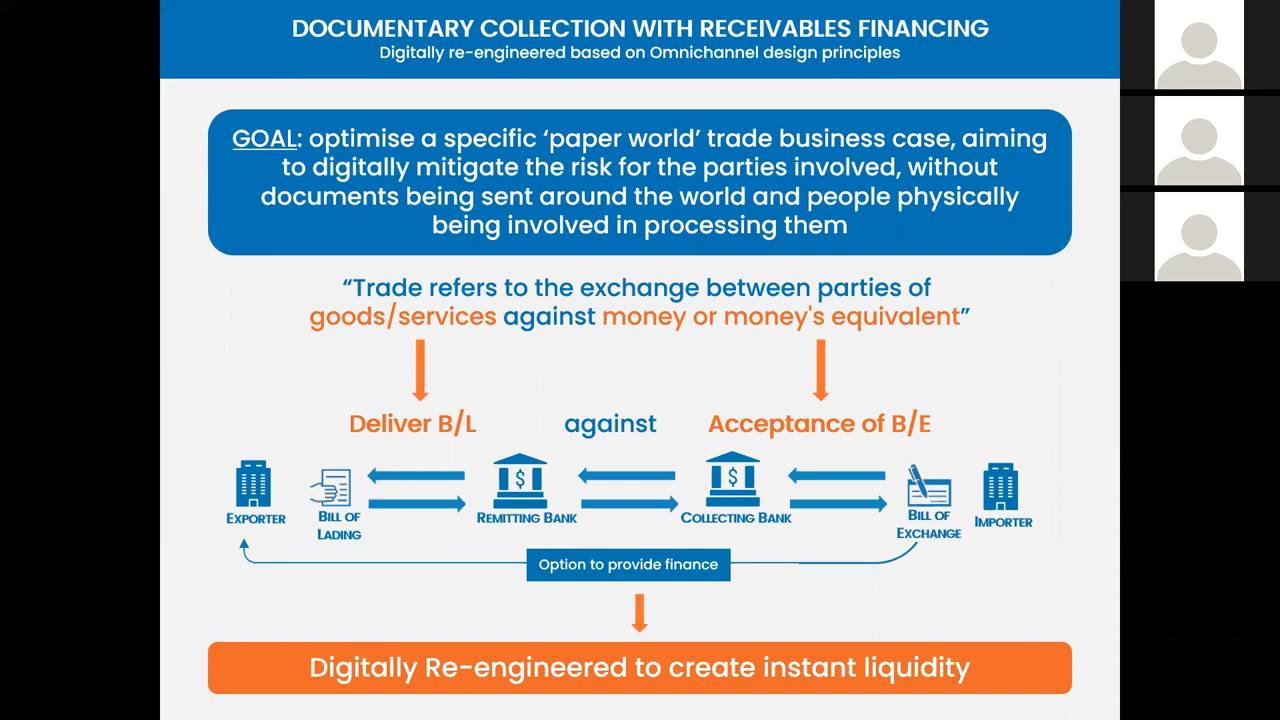 DOCUMENTARY COLLECTION WITH RECEIVABLES FINANCING
Digitally re-engineered based on Omnichannel design principles
GOAL: optimise a specific ‘paper world’ trade business case, aiming
to digitally mitigate the risk for the parties involved, without
documents being sent around the world and people physically
being involved in processing them
“Trade refers to the exchange between parties of
goods/services against money or money's equivalent”
Deliver B/L against Acceptance of B/E
$ $
EXPORTER
BILL OF
LADING
REMITTING BANK
COLLECTING BANK
BILL OF
EXCHANGE
IMPORTER
Option to provide finance
Digitally Re-engineered to create instant liquidity